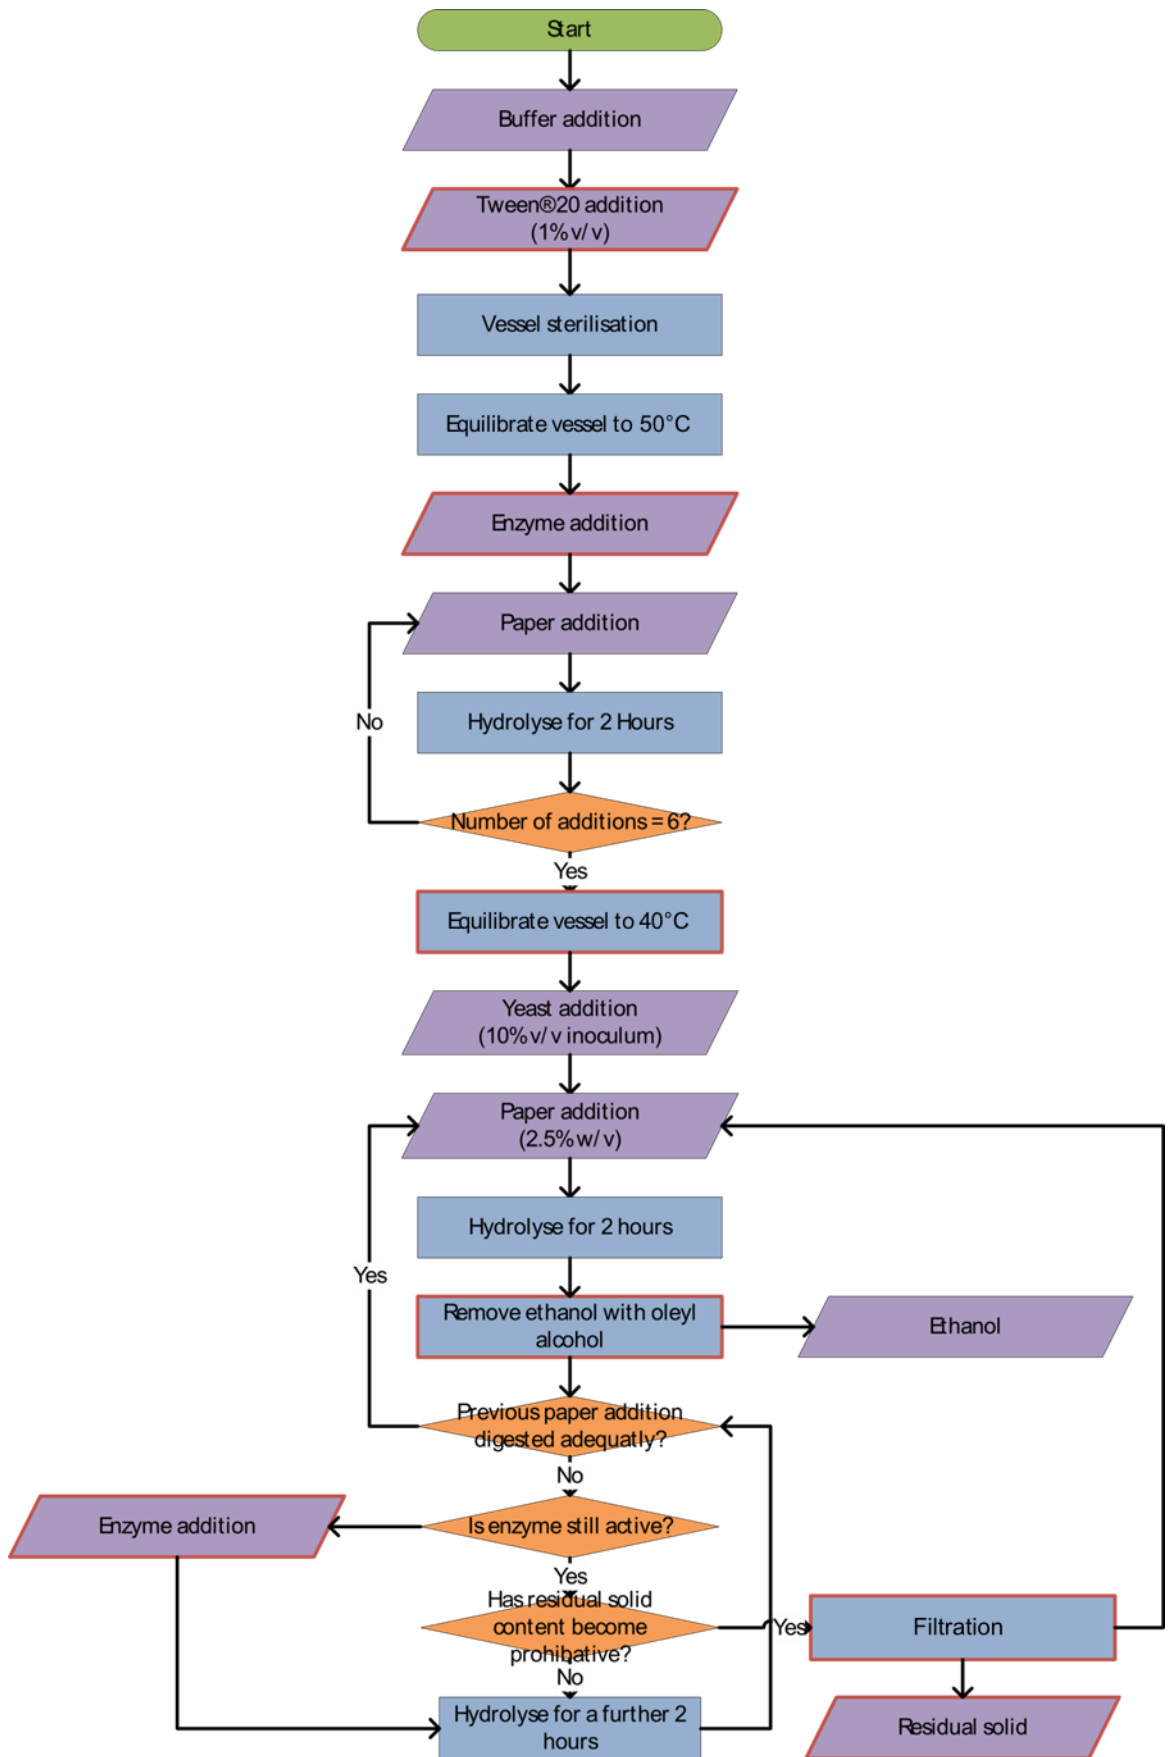 Start
Buffer addition
Tween®20 addition
(1% v/v)
Vessel sterilisation
Equilibrate vessel to 50°C
Enzyme addition
Paper addition
Hydrolyse for 2 Hours
No
Number of additions = 6?
Yes
Equilibrate vessel to 40°C
Yeast addition
(10% v/v inoculum)
Paper addition
(2.5% w/v)
Hydrolyse for 2 hours
Yes
Remove ethanol with oleyl
alcohol
Ethanol
Previous paper addition
digested adequatly?
No
Enzyme addition
Is enzyme still active?
Yes
Has residual solid
content become
prohibative?
Yes
Filtration
No
Hydrolyse for a further 2
hours
Residual solid